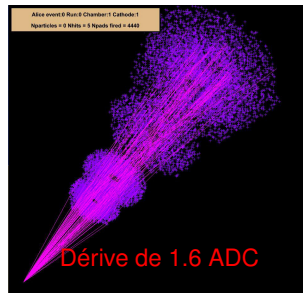 Alice event:0 Run:0 Chamber:1 Cathode:1
Nparticles = 0 Nhits = 5 Npads fired = 4440
Dérive de 1.6 ADC